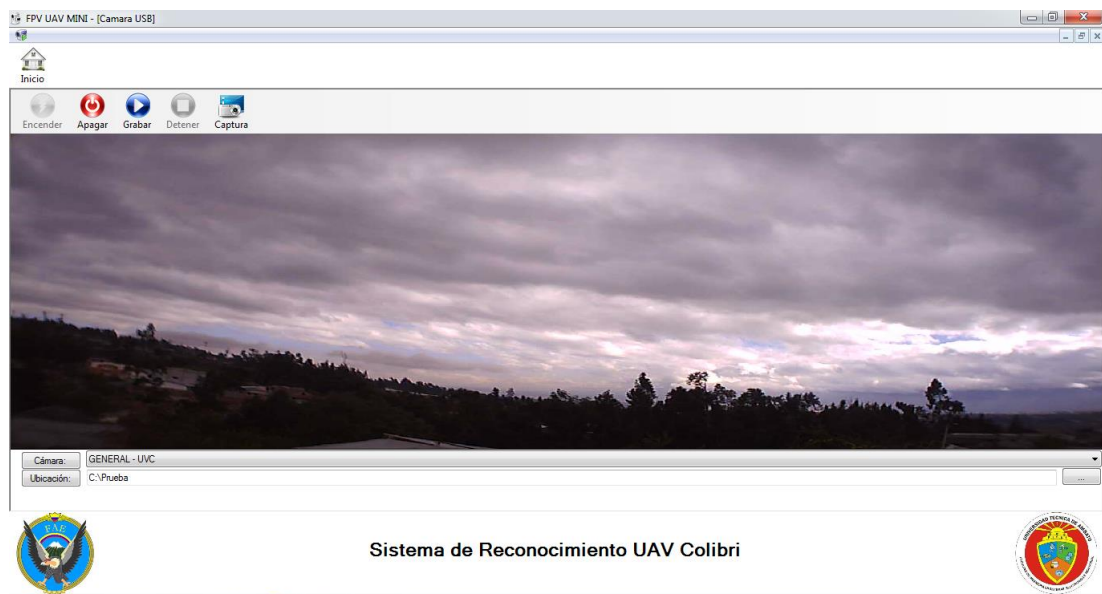 FPV UAV MINI - [Camara USB]
Inicio
Encender Apagar Grabar Detener Captura
Cámara: GENERAL - UVC
Ubicación: C:\Prueba ...
FAE
Sistema de Reconocimiento UAV Colibri
UNIVERSIDAD TECNICA DE AMBATO